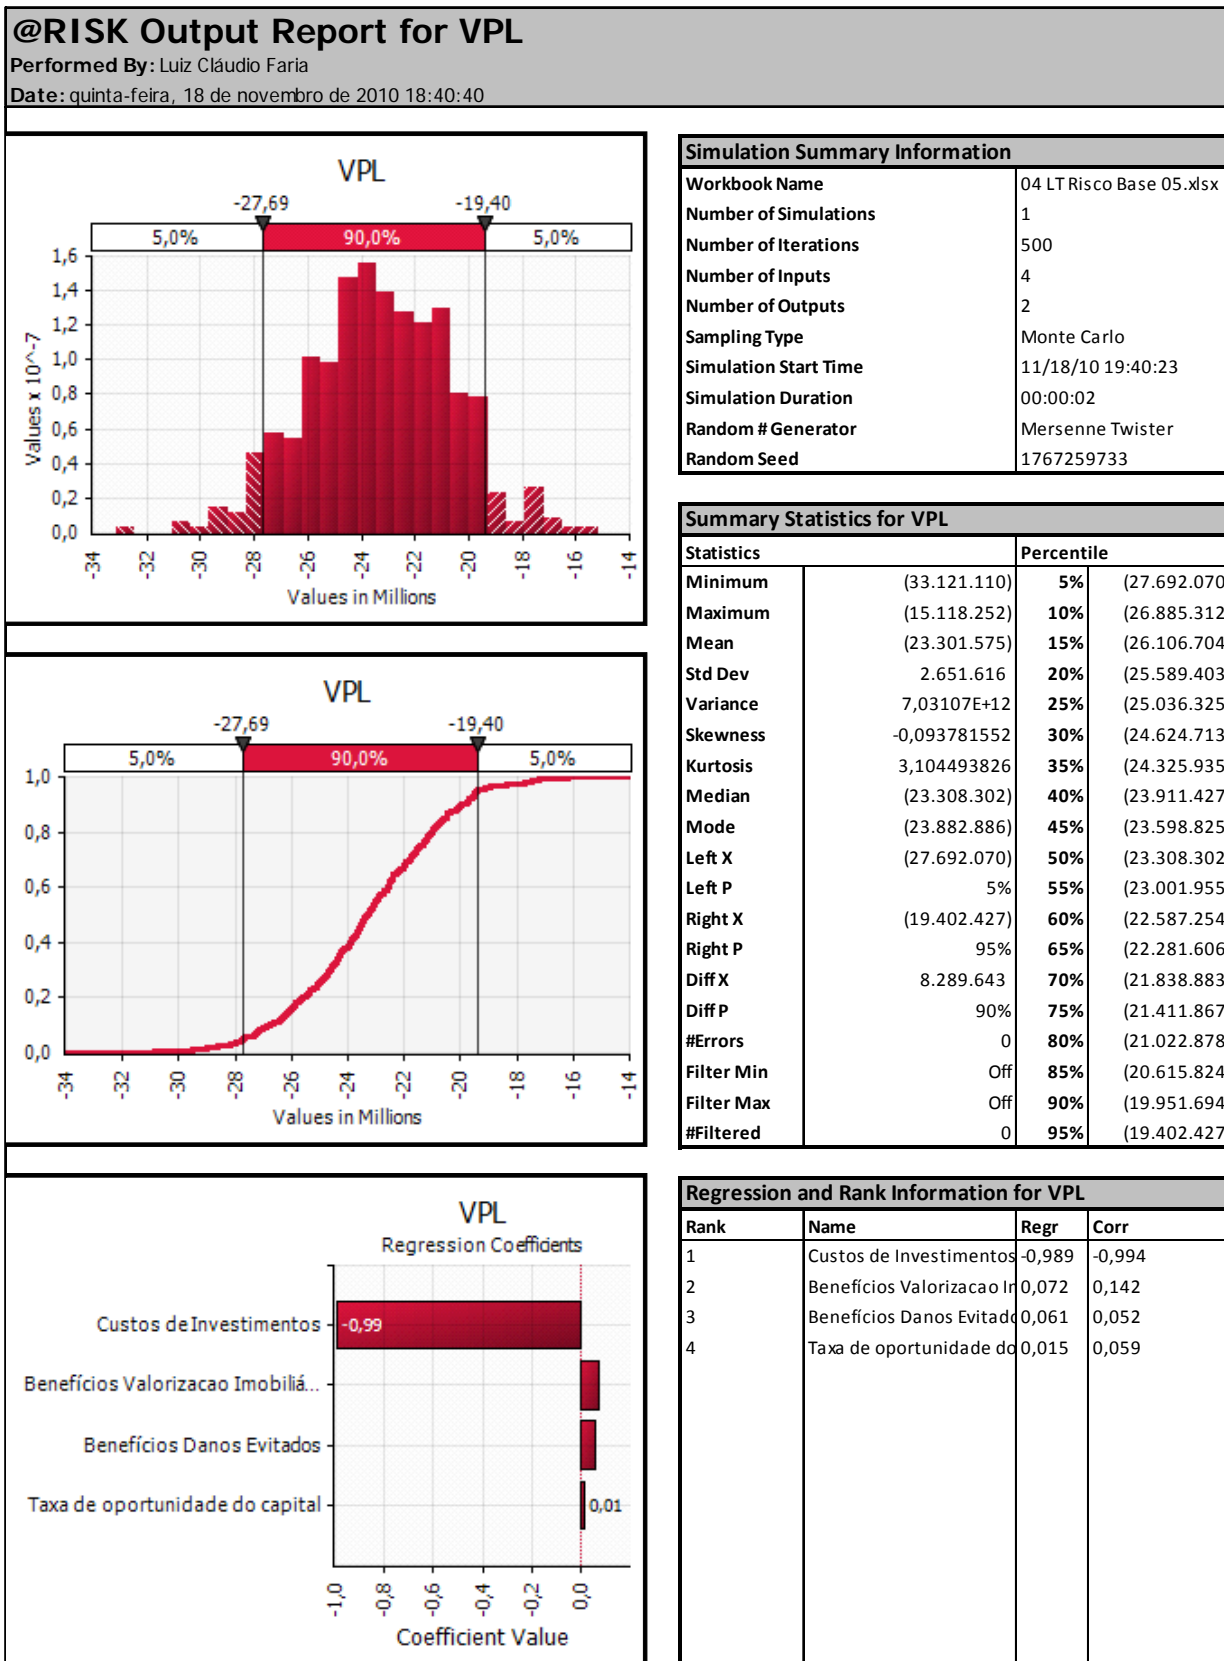 @RISK Output Report for VPL
Performed By: Luiz Cláudio Faria
Date: quinta-feira, 18 de novembro de 2010 18:40:40
VPL
-27,69 -19,40
5,0% 90,0% 5,0%
1,6
1,4
1,2
1,0
0,8
0,6
0,4
0,2
0,0
Values x 10^-7
-34 -32 -30 -28 -26 -24 -22 -20 -18 -16 -14
Values in Millions
VPL
-27,69 -19,40
5,0% 90,0% 5,0%
1,0
0,8
0,6
0,4
0,2
0,0
-34 -32 -30 -28 -26 -24 -22 -20 -18 -16 -14
Values in Millions
VPL
Regression Coefficients
Custos de Investimentos -0,99
Benefícios Valorizacao Imobiliá...
Benefícios Danos Evitados
Taxa de oportunidade do capital 0,01
-1,0 -0,8 -0,6 -0,4 -0,2 0,0
Coefficient Value
Simulation Summary Information
Workbook Name 04 LT Risco Base 05.xlsx
Number of Simulations 1
Number of Iterations 500
Number of Inputs 4
Number of Outputs 2
Sampling Type Monte Carlo
Simulation Start Time 11/18/10 19:40:23
Simulation Duration 00:00:02
Random # Generator Mersenne Twister
Random Seed 1767259733
Summary Statistics for VPL
Statistics Percentile
Minimum (33.121.110) 5% (27.692.070
Maximum (15.118.252) 10% (26.885.312
Mean (23.301.575) 15% (26.106.704
Std Dev 2.651.616 20% (25.589.403
Variance 7,03107E+12 25% (25.036.325
Skewness -0,093781552 30% (24.624.713
Kurtosis 3,104493826 35% (24.325.935
Median (23.308.302) 40% (23.911.427
Mode (23.882.886) 45% (23.598.825
Left X (27.692.070) 50% (23.308.302
Left P 5% 55% (23.001.955
Right X (19.402.427) 60% (22.587.254
Right P 95% 65% (22.281.606
Diff X 8.289.643 70% (21.838.883
Diff P 90% 75% (21.411.867
#Errors 0 80% (21.022.878
Filter Min Off 85% (20.615.824
Filter Max Off 90% (19.951.694
#Filtered 0 95% (19.402.427
Regression and Rank Information for VPL
Rank Name Regr Corr
1 Custos de Investimentos -0,989 -0,994
2 Benefícios Valorizacao Ir 0,072 0,142
3 Benefícios Danos Evitado 0,061 0,052
4 Taxa de oportunidade do 0,015 0,059